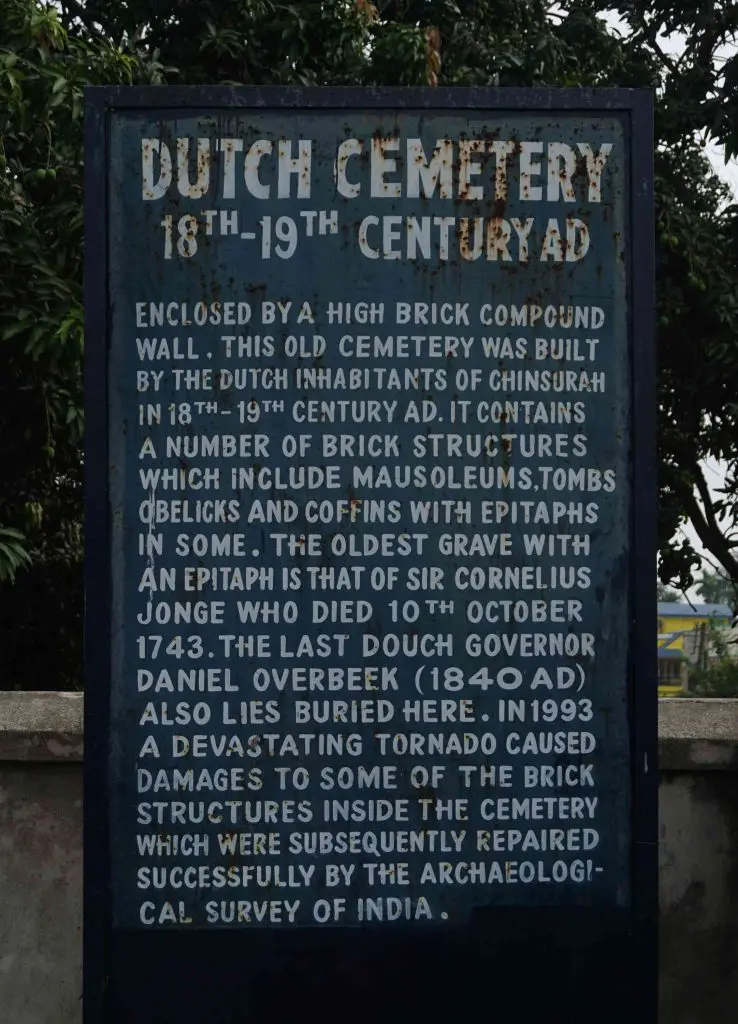 DUTCH CEMETERY
18TH-19TH CENTURY AD
ENCLOSED BY A HIGH BRICK COMPOUND
WALL, THIS OLD CEMETERY WAS BUILT
BY THE DUTCH INHABITANTS OF CHINSURAH
IN 18TH-19TH CENTURY AD. IT CONTAINS
A NUMBER OF BRICK STRUCTURES
WHICH INCLUDE MAUSOLEUMS,TOMBS
OBELICKS AND COFFINS WITH EPITAPHS
IN SOME. THE OLDEST GRAVE WITH
AN EPITAPH IS THAT OF SIR CORNELIUS
JONGE WHO DIED 10TH OCTOBER
1743. THE LAST DOUCH GOVERNOR
DANIEL OVERBEEK (1840 AD)
ALSO LIES BURIED HERE. IN 1993
A DEVASTATING TORNADO CAUSED
DAMAGES TO SOME OF THE BRICK
STRUCTURES INSIDE THE CEMETERY
WHICH WERE SUBSEQUENTLY REPAIRED
SUCCESSFULLY BY THE ARCHAEOLOGI-
CAL SURVEY OF INDIA.